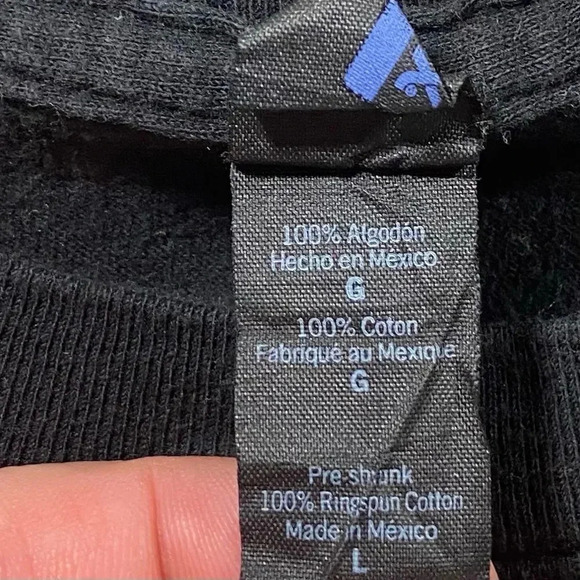 100% Algodon
Hecho en Mexico
G
100% Coton
Fabriqué au Mexique
G
Pre-shrunk
100% Ringspun Cotton
Made in Mexico
L